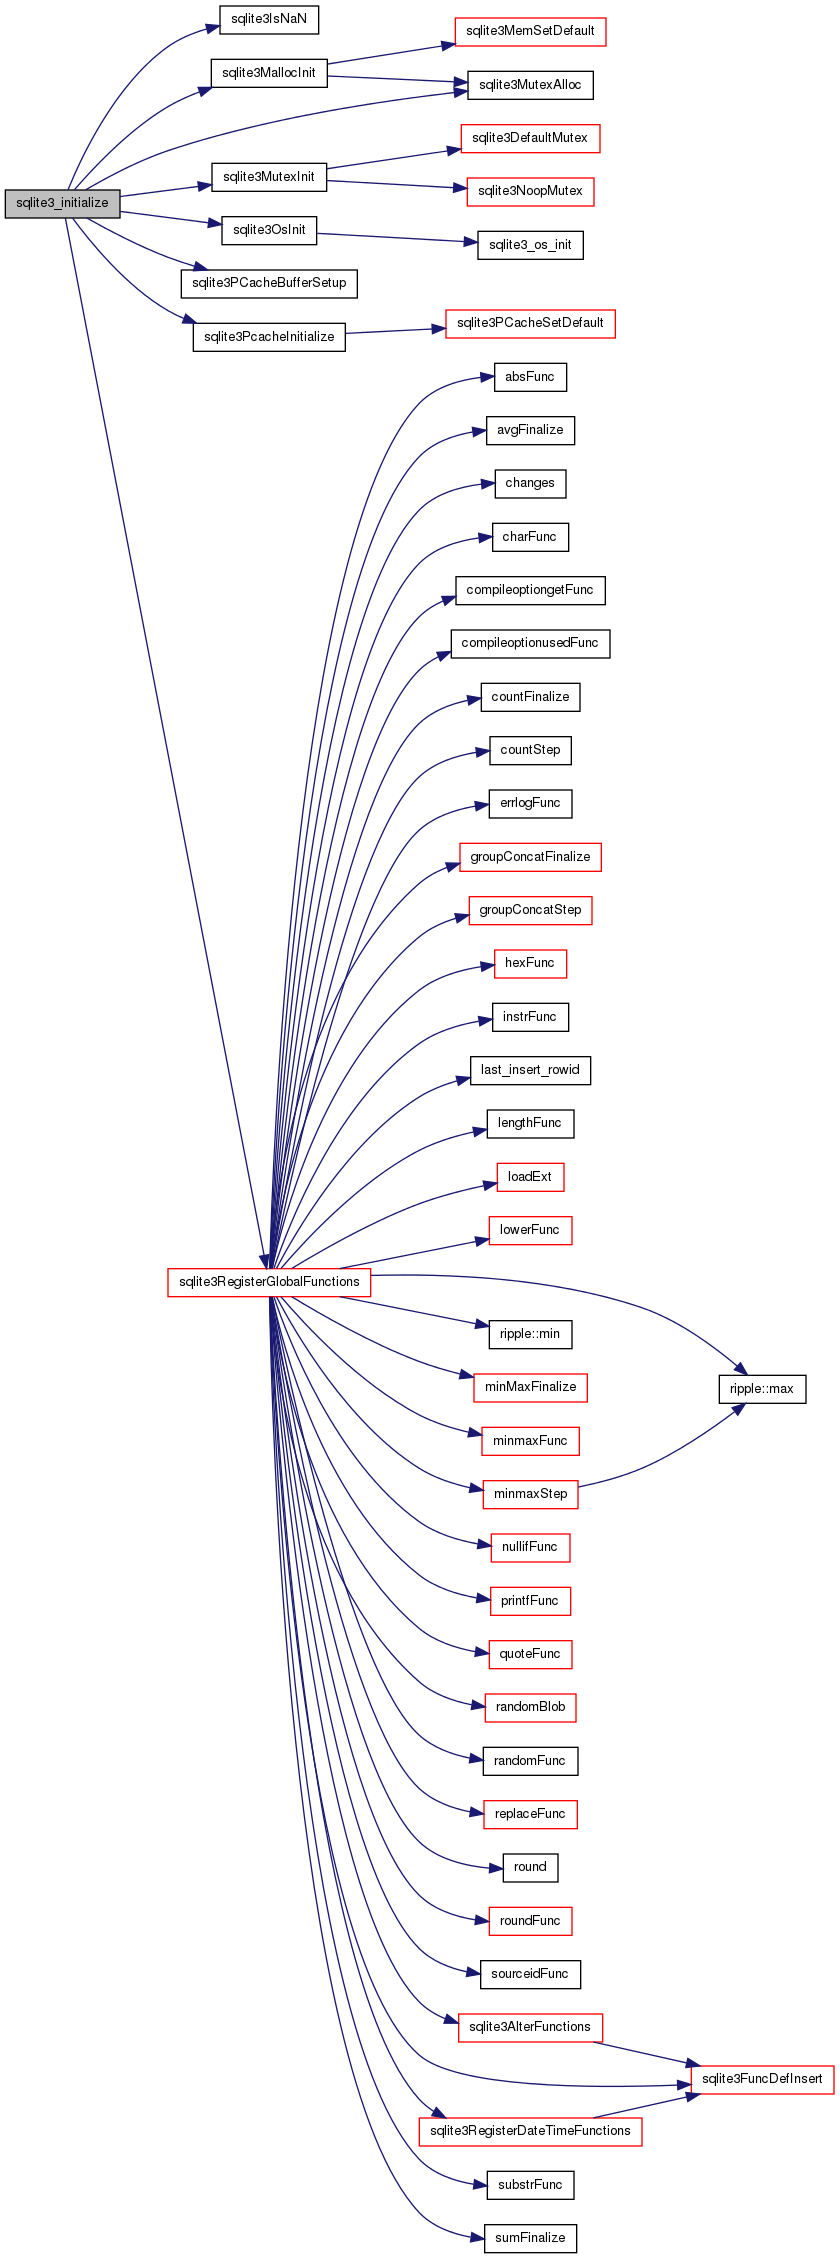 sqlite3IsNaN
sqlite3MemSetDefault
sqlite3MallocInit
sqlite3MutexAlloc
sqlite3DefaultMutex
sqlite3MutexInit
sqlite3NoopMutex
sqlite3_initialize
sqlite3OsInit
sqlite3_os_init
sqlite3PCacheBufferSetup
sqlite3PCacheSetDefault
sqlite3PcacheInitialize
absFunc
avgFinalize
changes
charFunc
compileoptiongetFunc
compileoptionusedFunc
countFinalize
countStep
errlogFunc
groupConcatFinalize
groupConcatStep
hexFunc
instrFunc
last_insert_rowid
lengthFunc
loadExt
lowerFunc
sqlite3RegisterGlobalFunctions
ripple::min
minMaxFinalize
ripple::max
minmaxFunc
minmaxStep
nullifFunc
printfFunc
quoteFunc
randomBlob
randomFunc
replaceFunc
round
roundFunc
sourceidFunc
sqlite3AlterFunctions
sqlite3FuncDefInsert
sqlite3RegisterDateTimeFunctions
substrFunc
sumFinalize